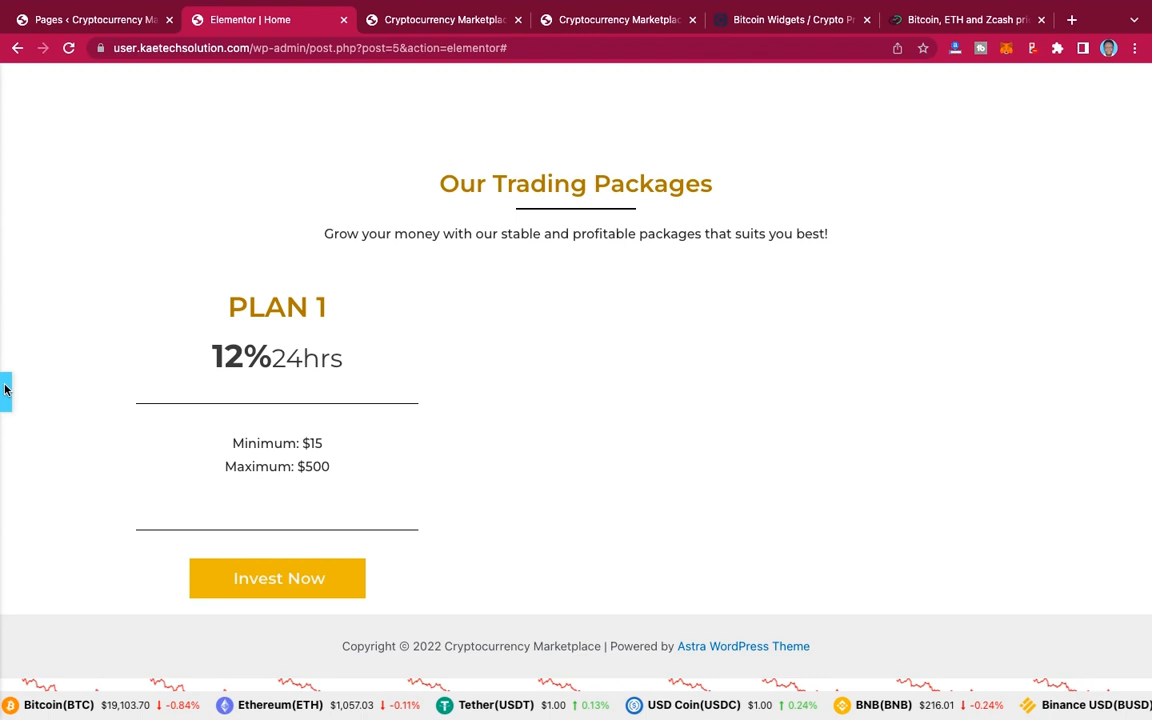 Pages ‹ Cryptocurrency Ma
Elementor | Home
Cryptocurrency Marketplac
Cryptocurrency Marketplac
Bitcoin Widgets / Crypto Pr
Bitcoin, ETH and Zcash pri
user.kaetechsolution.com/wp-admin/post.php?post=5&action=elementor#
Our Trading Packages
Grow your money with our stable and profitable packages that suits you best!
PLAN 1
12%24hrs
Minimum: $15
Maximum: $500
Invest Now
Copyright © 2022 Cryptocurrency Marketplace | Powered by Astra WordPress Theme
Bitcoin(BTC) $19,103.70 ↓ -0.84% Ethereum(ETH) $1,057.03 ↓ -0.11% Tether(USDT) $1.00 ↑ 0.13% USD Coin(USDC) $1.00 ↑ 0.24% BNB(BNB) $216.01 ↓ -0.24% Binance USD(BUSD)